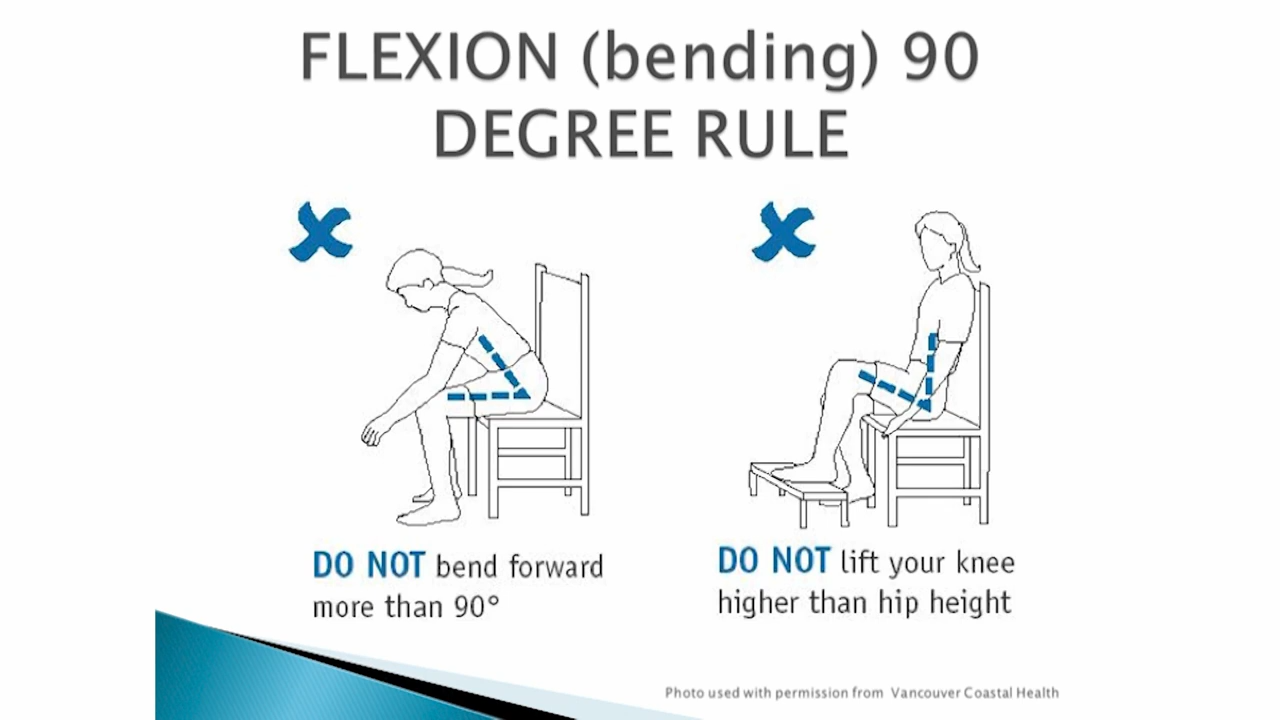 FLEXION (bending) 90
DEGREE RULE
DO NOT bend forward
more than 90°
DO NOT lift your knee
higher than hip height
Photo used with permission from Vancouver Coastal Health